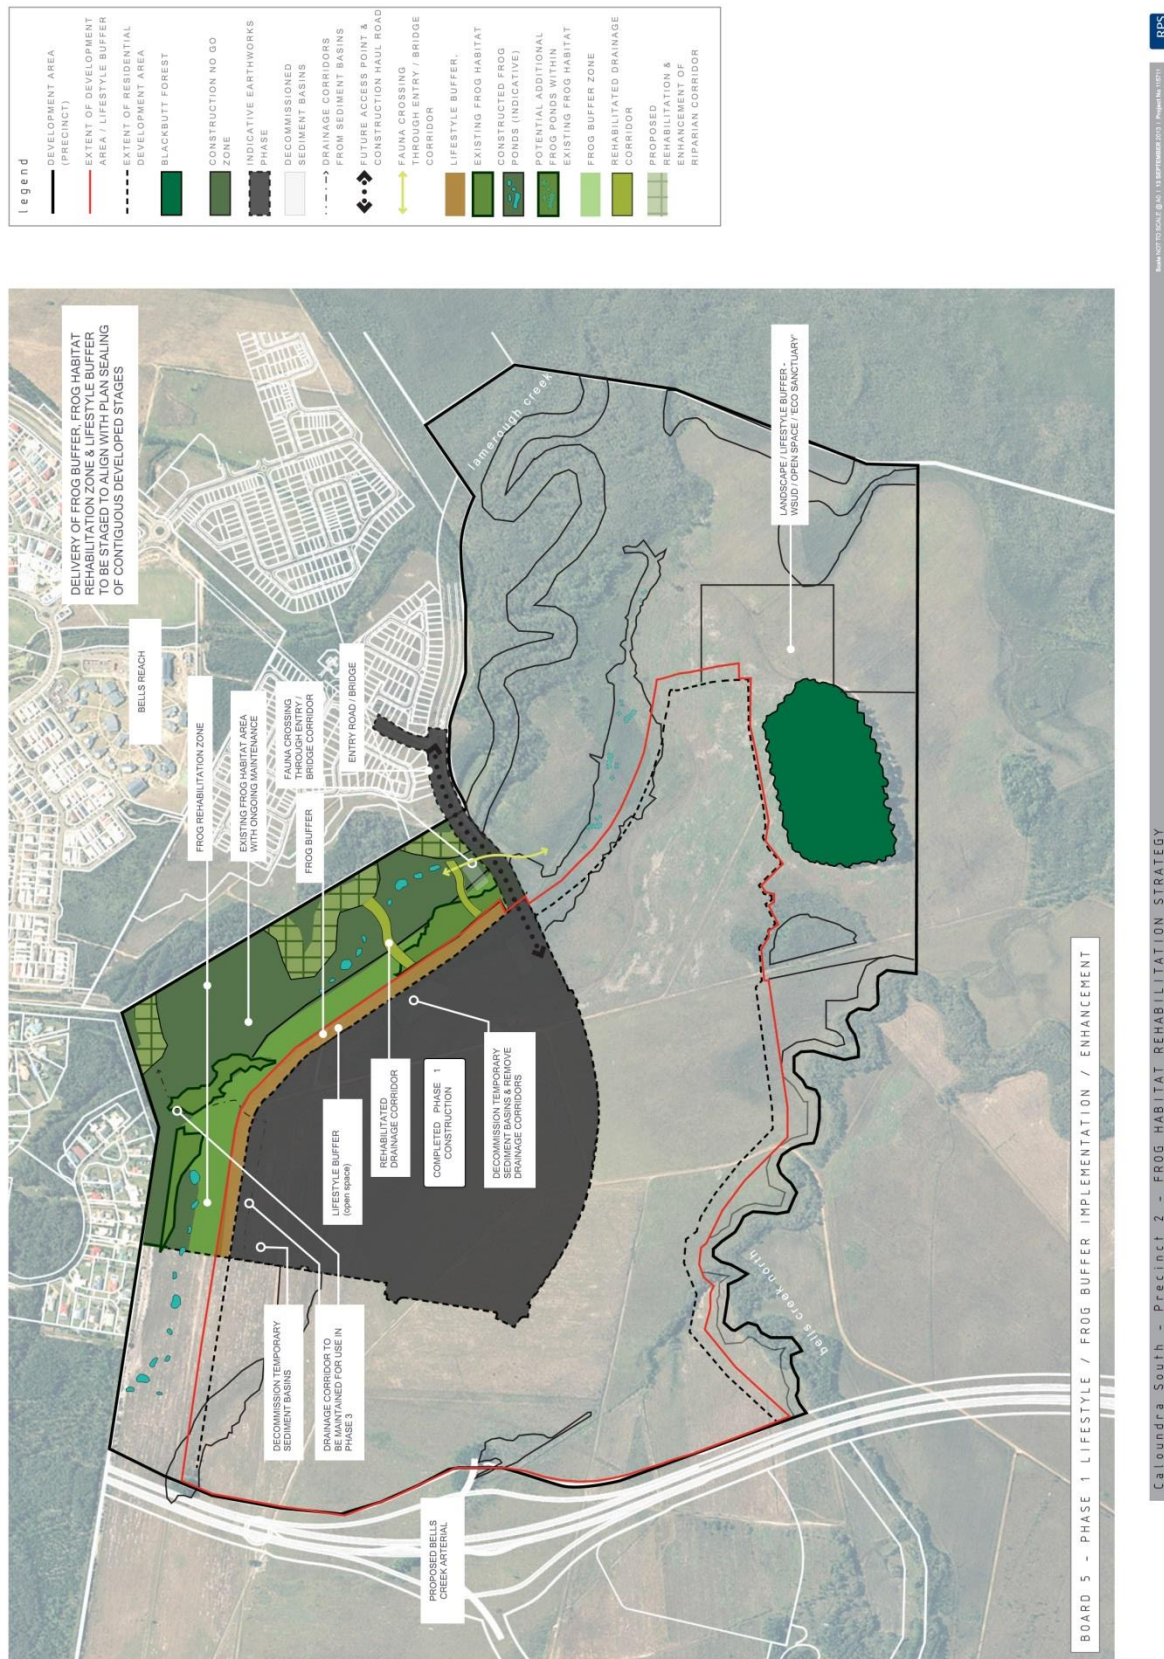 legend
DEVELOPMENT AREA
(PRECINCT)
EXTENT OF DEVELOPMENT
AREA / LIFESTYLE BUFFER
EXTENT OF RESIDENTIAL
DEVELOPMENT AREA
BLACKBUTT FOREST
CONSTRUCTION NO GO
ZONE
INDICATIVE EARTHWORKS
PHASE
DECOMMISSIONED
SEDIMENT BASINS
DRAINAGE CORRIDORS
FROM SEDIMENT BASINS
FUTURE ACCESS POINT &
CONSTRUCTION HAUL ROAD
FAUNA CROSSING
THROUGH ENTRY / BRIDGE
CORRIDOR
LIFESTYLE BUFFER.
EXISTING FROG HABITAT
CONSTRUCTED FROG
PONDS (INDICATIVE)
POTENTIAL ADDITIONAL
FROG PONDS WITHIN
EXISTING FROG HABITAT
FROG BUFFER ZONE
REHABILITATED DRAINAGE
CORRIDOR
PROPOSED
REHABILITATION &
ENHANCEMENT OF
RIPARIAN CORRIDOR
DELIVERY OF FROG BUFFER, FROG HABITAT
REHABILITATION ZONE & LIFESTYLE BUFFER
TO BE STAGED TO ALIGN WITH PLAN SEALING
OF CONTIGUOUS DEVELOPED STAGES
BELLS REACH
FROG REHABILITATION ZONE
EXISTING FROG HABITAT AREA
WITH ONGOING MAINTENANCE
FROG BUFFER
FAUNA CROSSING
THROUGH ENTRY /
BRIDGE CORRIDOR
ENTRY ROAD / BRIDGE
lamerough creek
LANDSCAPE / LIFESTYLE BUFFER -
WSUD / OPEN SPACE / 'ECO SANCTUARY'
LIFESTYLE BUFFER
(open space)
REHABILITATED
DRAINAGE CORRIDOR
COMPLETED PHASE 1
CONSTRUCTION
DECOMMISSION TEMPORARY
SEDIMENT BASINS & REMOVE
DRAINAGE CORRIDORS
DECOMMISSION TEMPORARY
SEDIMENT BASINS
DRAINAGE CORRIDOR TO
BE MAINTAINED FOR USE IN
PHASE 3
PROPOSED BELLS
CREEK ARTERIAL
bells creek north
BOARD 5 - PHASE 1 LIFESTYLE / FROG BUFFER IMPLEMENTATION / ENHANCEMENT
Caloundra South - Precinct 2 - FROG HABITAT REHABILITATION STRATEGY
Scale NOT TO SCALE @ A3 | 13 SEPTEMBER 2013 |
RPS